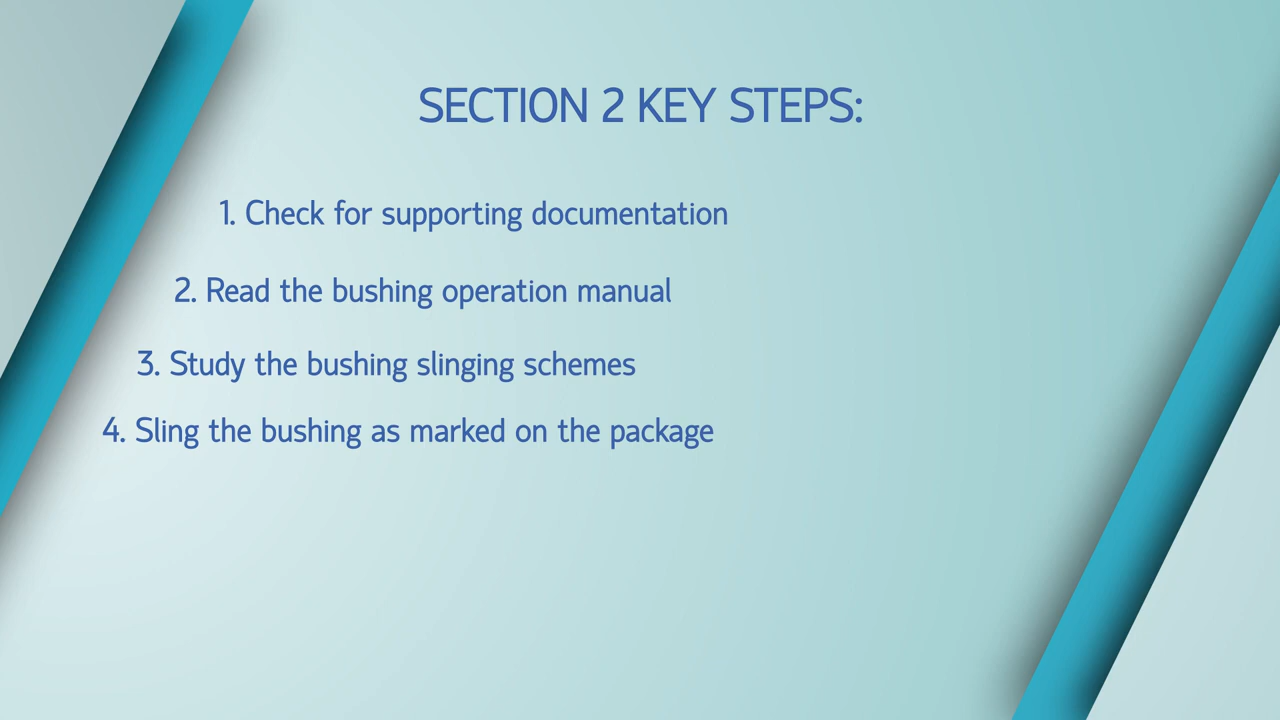 SECTION 2 KEY STEPS:
1. Check for supporting documentation
2. Read the bushing operation manual
3. Study the bushing slinging schemes
4. Sling the bushing as marked on the package